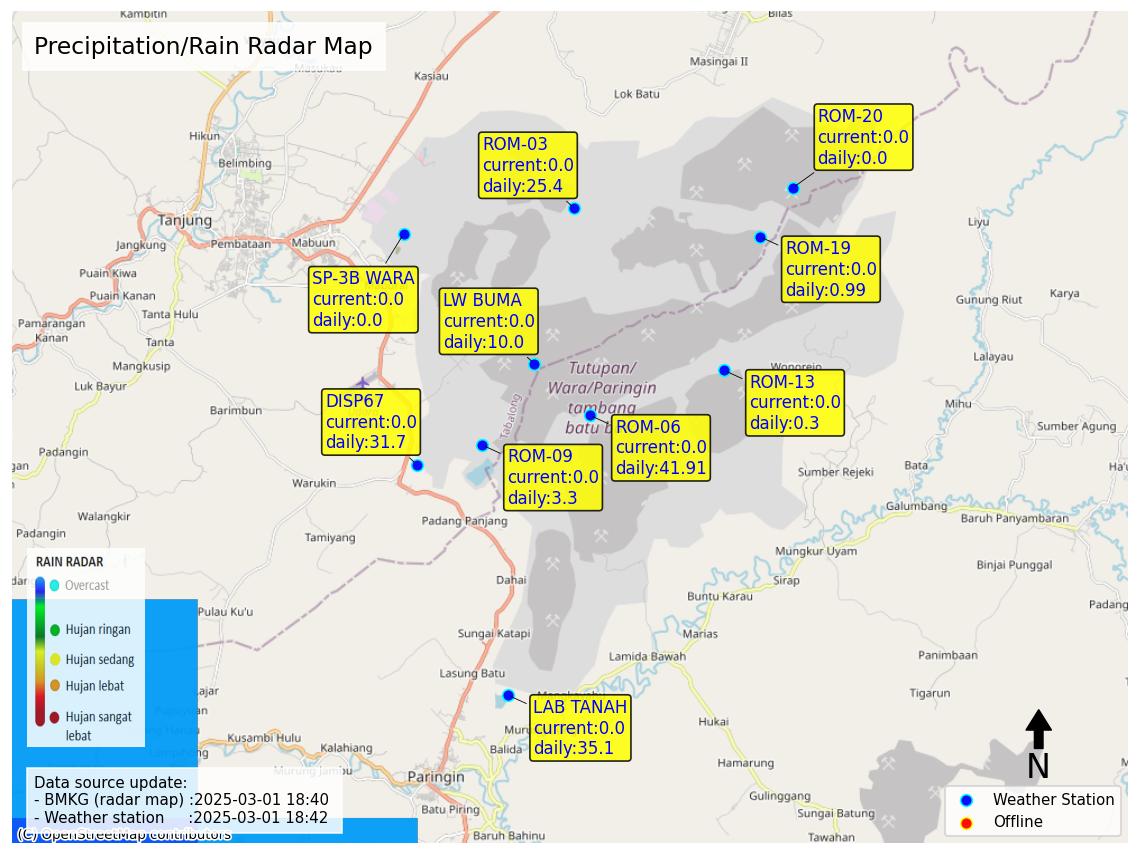 Kambitin
Bilas
Precipitation/Rain Radar Map
Masukau
Kasiau
Masingai II
Lok Batu
Hikun
Belimbing
ROM-20
current:0.0
daily:0.0
ROM-03
current:0.0
daily:25.4
Tanjung
Jangkung
Pembataan
Mabuun
Liyu
ROM-19
current:0.0
daily:0.99
Puain Kiwa
Puain Kanan
SP-3B WARA
current:0.0
daily:0.0
LW BUMA
current:0.0
daily:10.0
Gunung Riut
Karya
Tanta Hulu
Pamarangan
Kanan
Tanta
Mangkusip
Luk Bayur
Lalayau
Wonorejo
Tutupan/
Wara/Paringin
tambang
batu b
Tabalong
ROM-13
current:0.0
daily:0.3
DISP67
current:0.0
daily:31.7
Barimbun
Mihu
Sumber Agung
ROM-06
current:0.0
daily:41.91
ROM-09
current:0.0
daily:3.3
Padangin
Warukin
Sumber Rejeki
Bata
Galumbang
Baruh Panyambaran
Walangkir
Padangin
Padang Panjang
Tamiyang
Mungkur Uyam
Binjai Punggal
Sirap
Dahai
Buntu Karau
Pulau Ku'u
Padang
RAIN RADAR
Overcast
Hujan ringan
Hujan sedang
Hujan lebat
Hujan sangat
lebat
Sungai Katapi
Marias
Lamida Bawah
Panimbaan
Lasung Batu
Tigarun
LAB TANAH
current:0.0
daily:35.1
Hukai
Kusambi Hulu
Kalahiang
Balida
Murung Jambu
Paringin
Hamarung
N
Data source update:
- BMKG (radar map) :2025-03-01 18:40
- Weather station :2025-03-01 18:42
Gulinggang
Batu Piring
Sungai Batung
Weather Station
Offline
(C) OpenStreetMap contributors
Baruh Bahinu
Tawahan